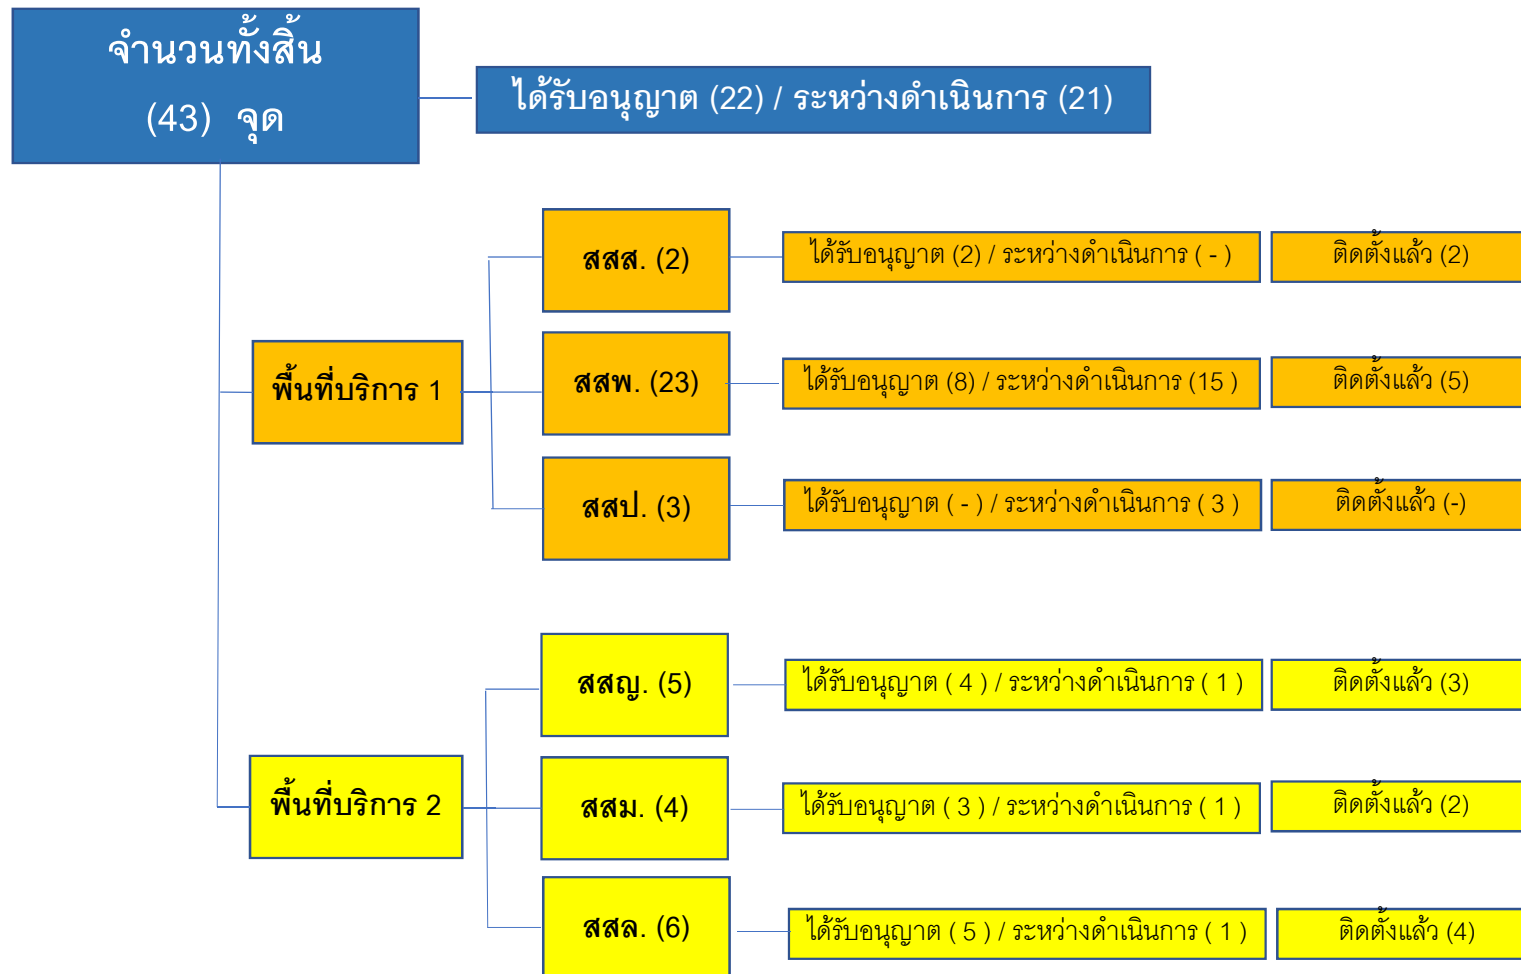 จำนวนทั้งสิ้น
(43) จุด
ได้รับอนุญาต (22) / ระหว่างดำเนินการ (21)
สสส. (2)
ได้รับอนุญาต (2) / ระหว่างดำเนินการ ( - )
ติดตั้งแล้ว (2)
พื้นที่บริการ 1
สสพ. (23)
ได้รับอนุญาต (8) / ระหว่างดำเนินการ (15 )
ติดตั้งแล้ว (5)
สสป. (3)
ได้รับอนุญาต ( - ) / ระหว่างดำเนินการ ( 3 )
ติดตั้งแล้ว (-)
สสญ. (5)
ได้รับอนุญาต ( 4 ) / ระหว่างดำเนินการ ( 1 )
ติดตั้งแล้ว (3)
พื้นที่บริการ 2
สสม. (4)
ได้รับอนุญาต ( 3 ) / ระหว่างดำเนินการ ( 1 )
ติดตั้งแล้ว (2)
สสล. (6)
ได้รับอนุญาต ( 5 ) / ระหว่างดำเนินการ ( 1 )
ติดตั้งแล้ว (4)